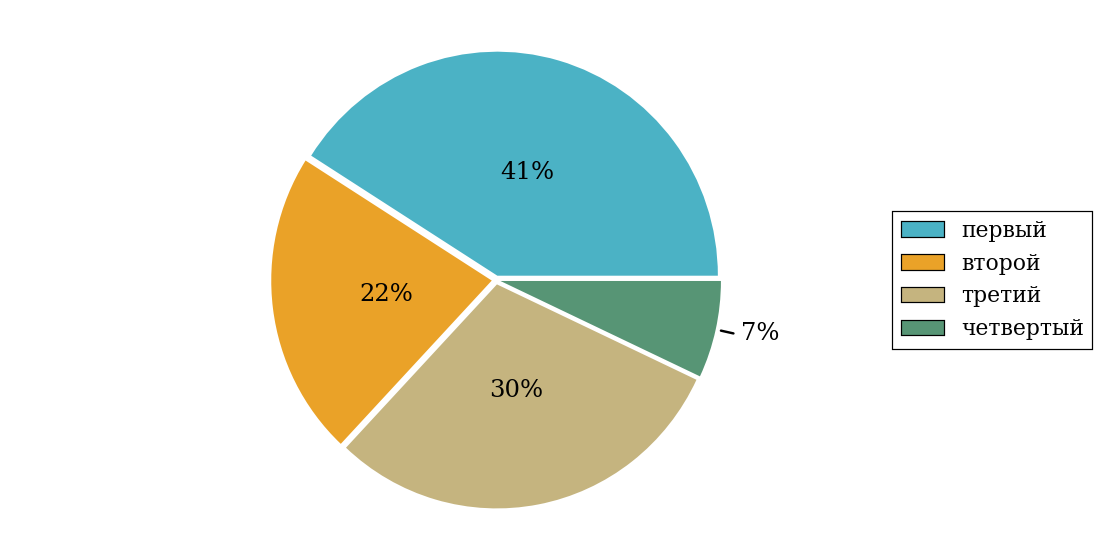 41%
22%
30%
7%
первый
второй
третий
четвертый